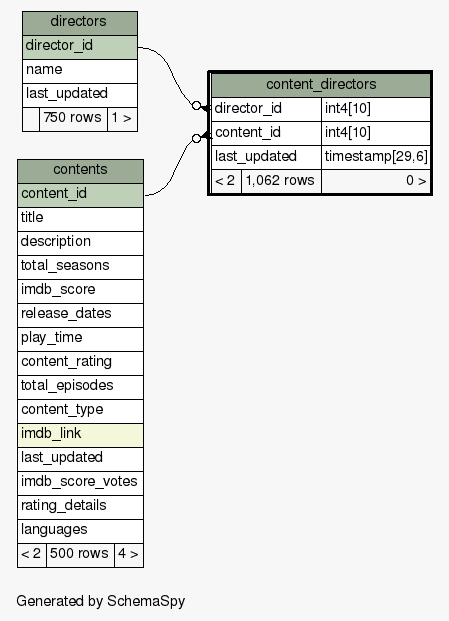 directors
director_id
name
last_updated
750 rows 1 >
content_directors
director_id int4[10]
content_id int4[10]
last_updated timestamp[29,6]
< 2 1,062 rows 0 >
contents
content_id
title
description
total_seasons
imdb_score
release_dates
play_time
content_rating
total_episodes
content_type
imdb_link
last_updated
imdb_score_votes
rating_details
languages
< 2 500 rows 4 >
Generated by SchemaSpy